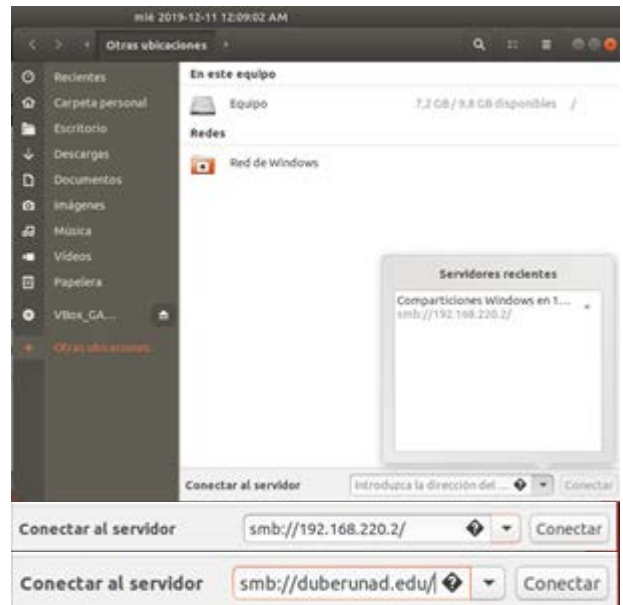 mié 2019-12-11 12:09:02 AM
Otras ubicaciones
Recientes
Carpeta personal
Escritorio
Descargas
Documentos
Imágenes
Música
Vídeos
Papelera
VBox_GA...
Otras ubicaciones
En este equipo
Equipo 7,2 GB / 9,8 GB disponibles /
Redes
Red de Windows
Servidores recientes
Comparticiones Windows en 1...
smb://192.168.220.2/
Conectar al servidor Introduzca la dirección del ... Conectar
Conectar al servidor smb://192.168.220.2/ Conectar
Conectar al servidor smb://duberunad.edu/ Conectar